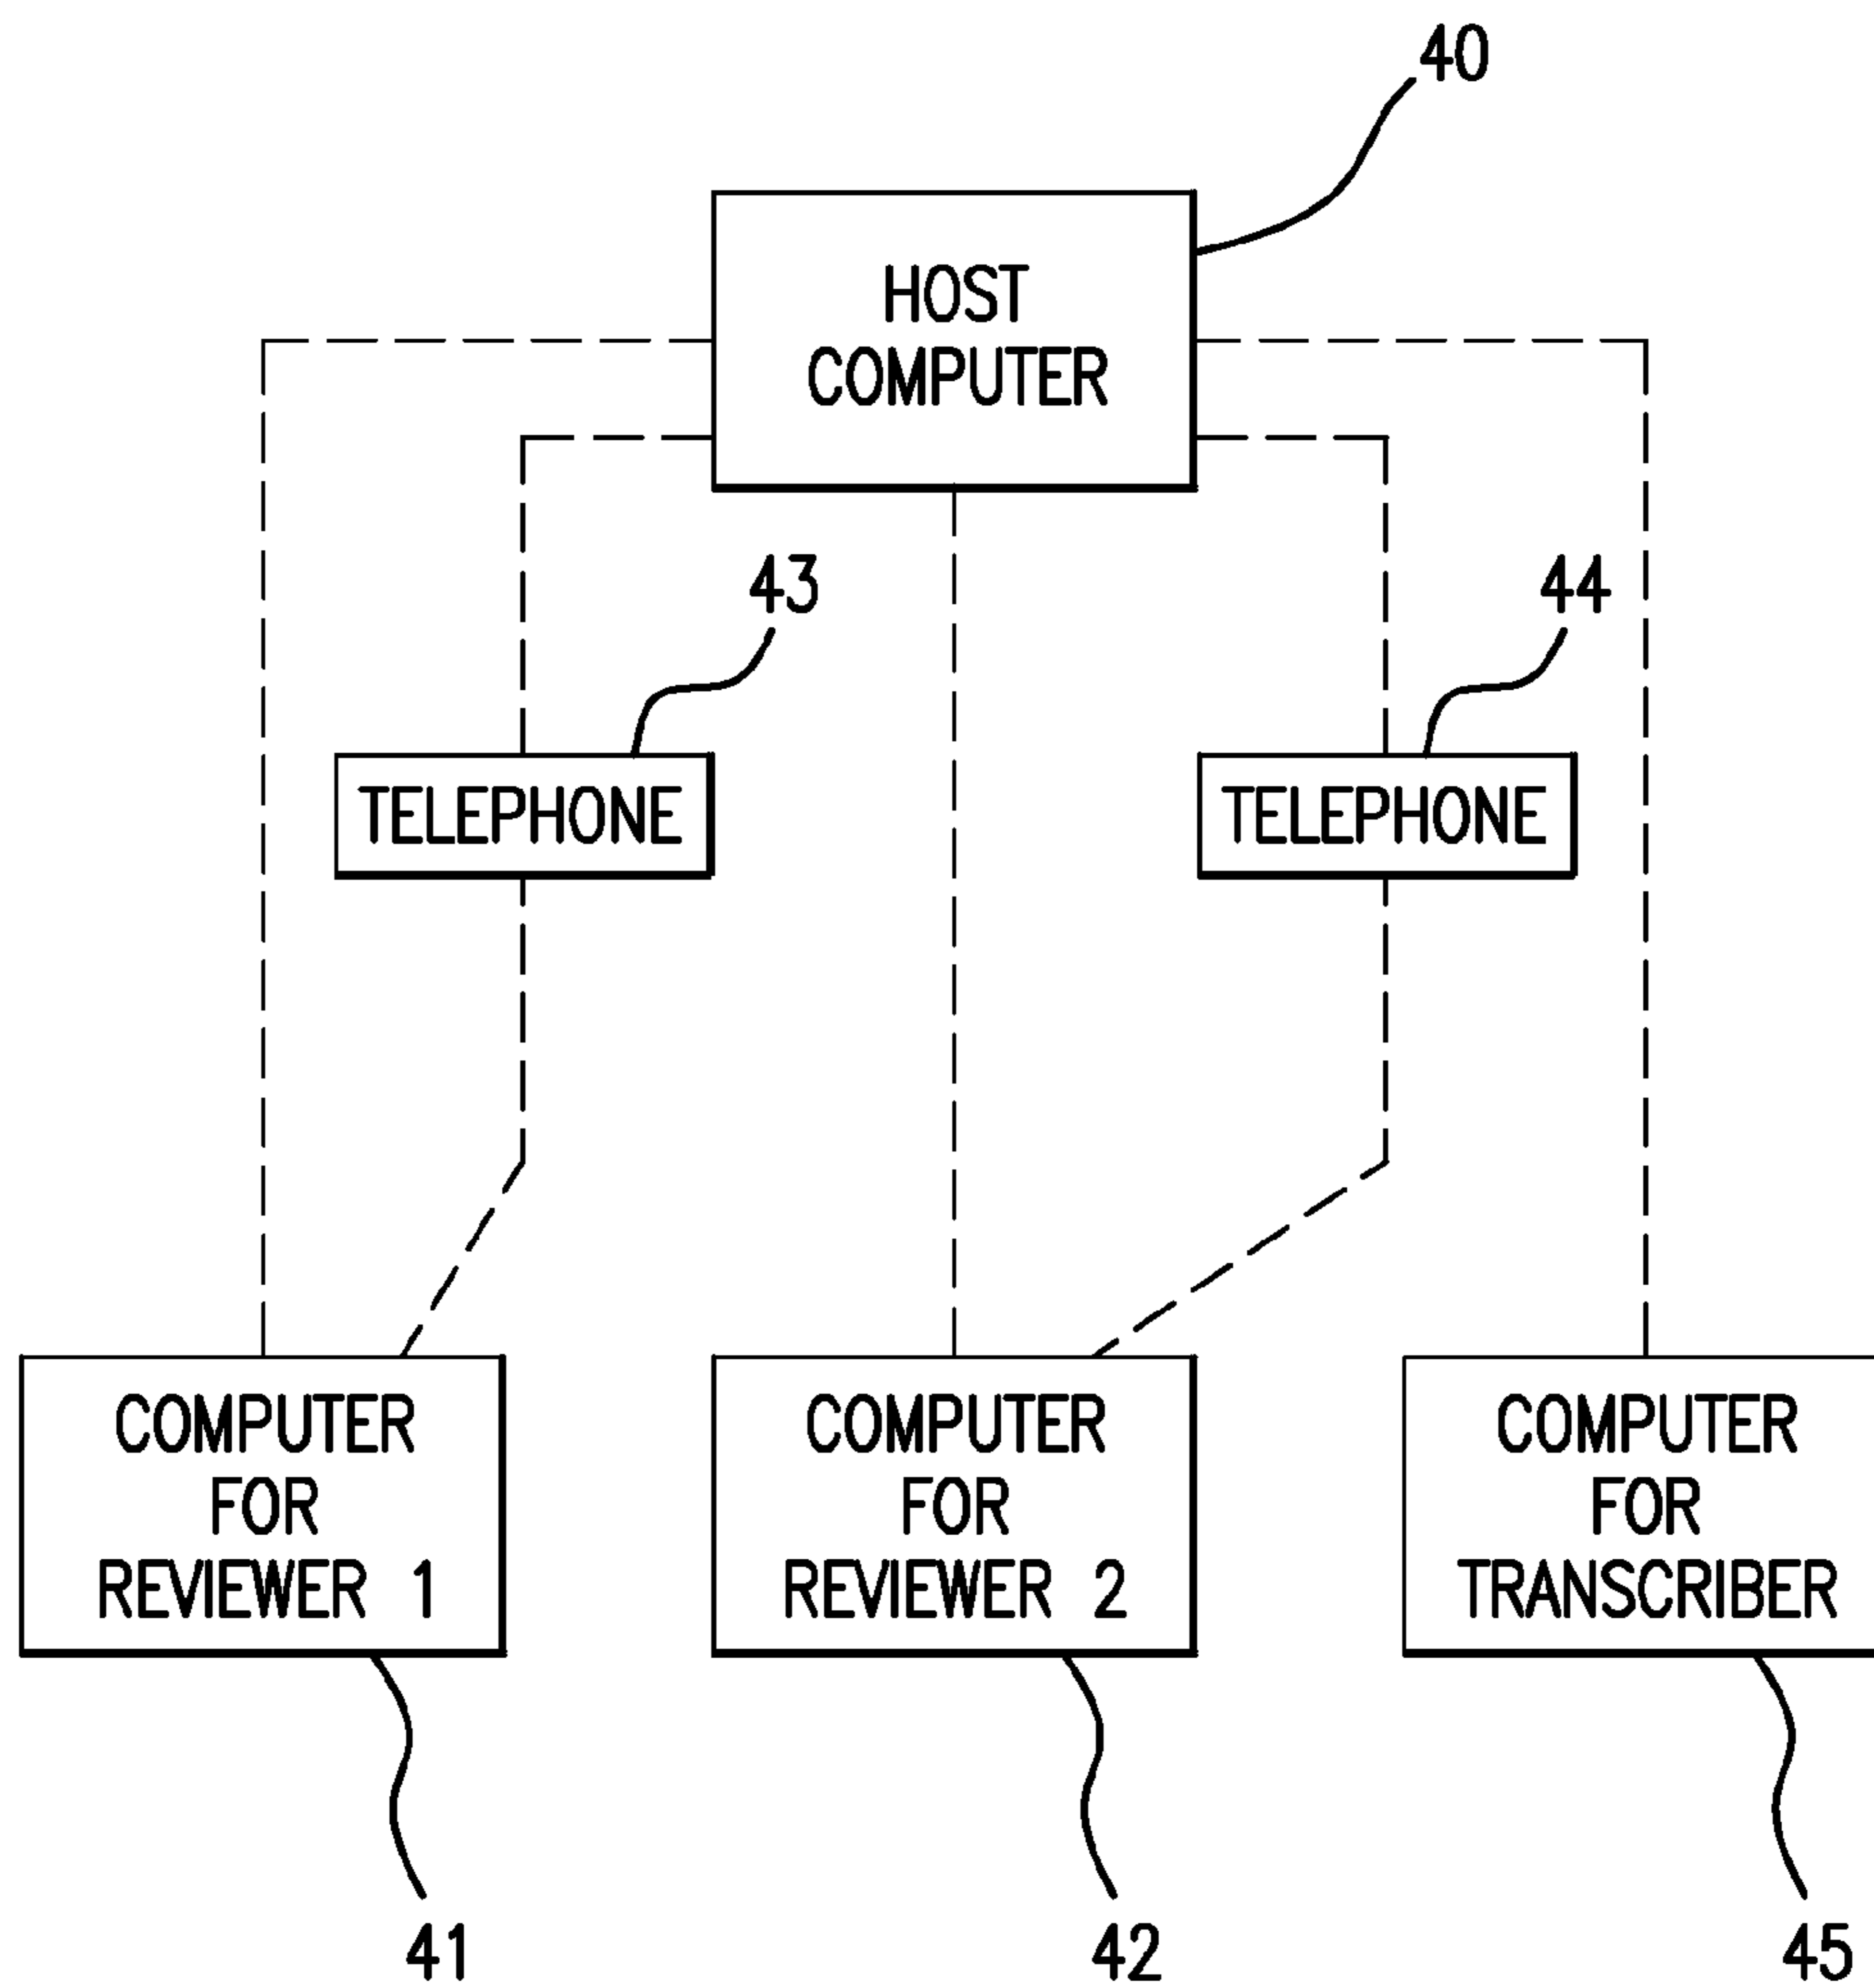 40
HOST
COMPUTER
43
44
TELEPHONE
TELEPHONE
COMPUTER
FOR
REVIEWER 1
COMPUTER
FOR
REVIEWER 2
COMPUTER
FOR
TRANSCRIBER
41
42
45